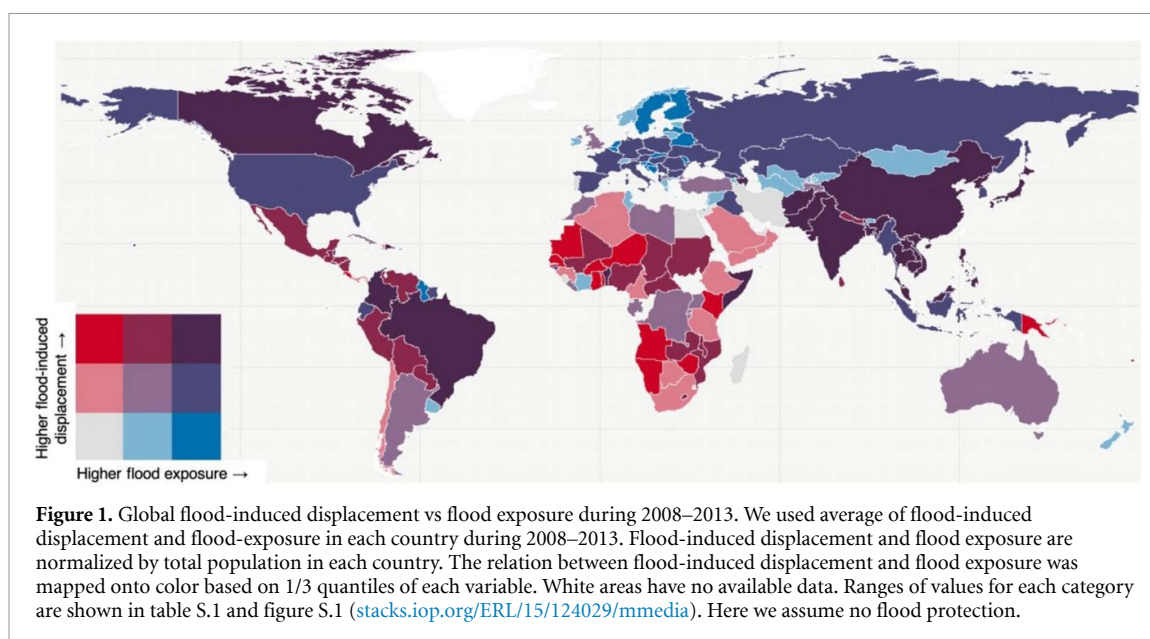 Higher flood-induced
displacement →
Higher flood exposure →
Figure 1. Global flood-induced displacement vs flood exposure during 2008–2013. We used average of flood-induced
displacement and flood-exposure in each country during 2008–2013. Flood-induced displacement and flood exposure are
normalized by total population in each country. The relation between flood-induced displacement and flood exposure was
mapped onto color based on 1/3 quantiles of each variable. White areas have no available data. Ranges of values for each category
are shown in table S.1 and figure S.1 (stacks.iop.org/ERL/15/124029/mmedia). Here we assume no flood protection.